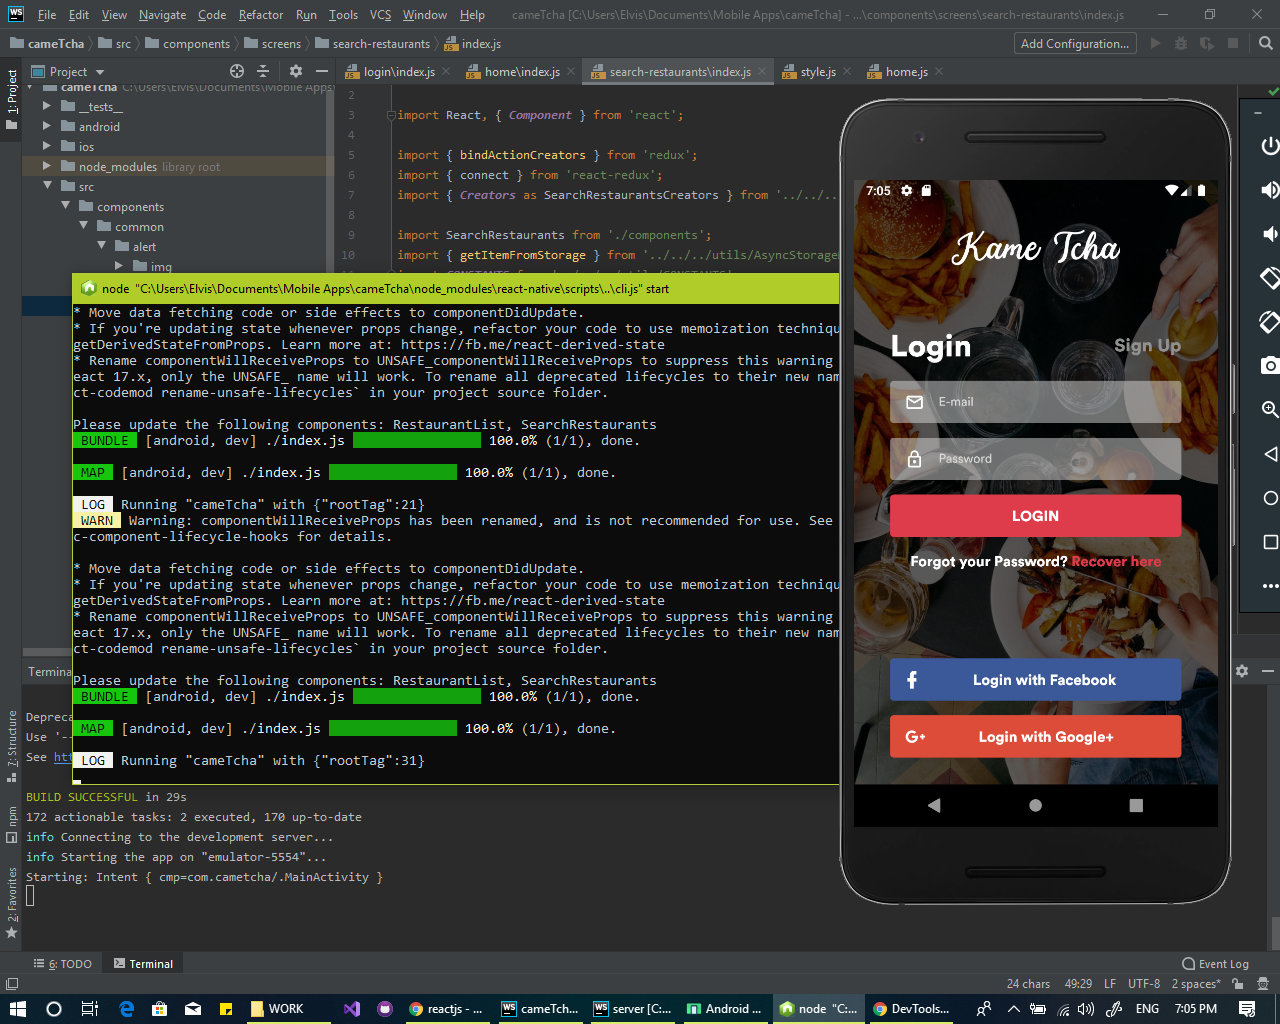 WS File Edit View Navigate Code Refactor Run Tools VCS Window Help cameTcha [C:\Users\Elvis\Documents\Mobile Apps\cameTcha] - ...\components\screens\search-restaurants\index.js
cameTcha src components screens search-restaurants index.js Add Configuration...
1: Project
Project
login\index.js home\index.js search-restaurants\index.js style.js home.js
cameTcha C:\Users\Elvis\Documents\Mobile Apps
__tests__
android
ios
node_modules library root
src
components
common
alert
img
2
3 import React, { Component } from 'react';
4
5 import { bindActionCreators } from 'redux';
6 import { connect } from 'react-redux';
7 import { Creators as SearchRestaurantsCreators } from '../../..
8
9 import SearchRestaurants from './components';
10 import { getItemFromStorage } from '../../../utils/AsyncStorage
node "C:\Users\Elvis\Documents\Mobile Apps\cameTcha\node_modules\react-native\scripts\..\cli.js" start
* Move data fetching code or side effects to componentDidUpdate.
* If you're updating state whenever props change, refactor your code to use memoization techniqu
getDerivedStateFromProps. Learn more at: https://fb.me/react-derived-state
* Rename componentWillReceiveProps to UNSAFE_componentWillReceiveProps to suppress this warning
eact 17.x, only the UNSAFE_ name will work. To rename all deprecated lifecycles to their new nam
ct-codemod rename-unsafe-lifecycles` in your project source folder.
Please update the following components: RestaurantList, SearchRestaurants
BUNDLE [android, dev] ./index.js 100.0% (1/1), done.
MAP [android, dev] ./index.js 100.0% (1/1), done.
LOG Running "cameTcha" with {"rootTag":21}
WARN Warning: componentWillReceiveProps has been renamed, and is not recommended for use. See
c-component-lifecycle-hooks for details.
* Move data fetching code or side effects to componentDidUpdate.
* If you're updating state whenever props change, refactor your code to use memoization techniqu
getDerivedStateFromProps. Learn more at: https://fb.me/react-derived-state
* Rename componentWillReceiveProps to UNSAFE_componentWillReceiveProps to suppress this warning
eact 17.x, only the UNSAFE_ name will work. To rename all deprecated lifecycles to their new nam
ct-codemod rename-unsafe-lifecycles` in your project source folder.
Please update the following components: RestaurantList, SearchRestaurants
BUNDLE [android, dev] ./index.js 100.0% (1/1), done.
MAP [android, dev] ./index.js 100.0% (1/1), done.
LOG Running "cameTcha" with {"rootTag":31}
7:05
Kame Tcha
Login Sign Up
E-mail
Password
LOGIN
Forgot your Password? Recover here
Login with Facebook
G+ Login with Google+
Termina
Depreca
Use '--
See htt
BUILD SUCCESSFUL in 29s
172 actionable tasks: 2 executed, 170 up-to-date
info Connecting to the development server...
info Starting the app on "emulator-5554"...
Starting: Intent { cmp=com.cametcha/.MainActivity }
7: Structure
npm
2: Favorites
6: TODO Terminal Event Log
24 chars 49:29 LF UTF-8 2 spaces*
WORK reactjs - ... cameTch... server [C:... Android ... node "C:... DevTools... ENG 7:05 PM